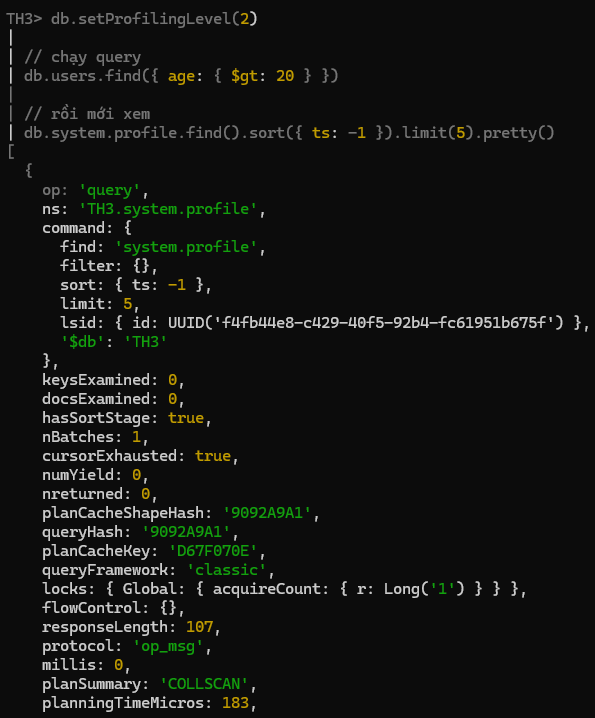 TH3> db.setProfilingLevel(2)
|
| // chạy query
| db.users.find({ age: { $gt: 20 } })
|
| // rồi mới xem
| db.system.profile.find().sort({ ts: -1 }).limit(5).pretty()
[
  {
    op: 'query',
    ns: 'TH3.system.profile',
    command: {
      find: 'system.profile',
      filter: {},
      sort: { ts: -1 },
      limit: 5,
      lsid: { id: UUID('f4fb44e8-c429-40f5-92b4-fc61951b675f') },
      '$db': 'TH3'
    },
    keysExamined: 0,
    docsExamined: 0,
    hasSortStage: true,
    nBatches: 1,
    cursorExhausted: true,
    numYield: 0,
    nreturned: 0,
    planCacheShapeHash: '9092A9A1',
    queryHash: '9092A9A1',
    planCacheKey: 'D67F070E',
    queryFramework: 'classic',
    locks: { Global: { acquireCount: { r: Long('1') } } },
    flowControl: {},
    responseLength: 107,
    protocol: 'op_msg',
    millis: 0,
    planSummary: 'COLLSCAN',
    planningTimeMicros: 183,